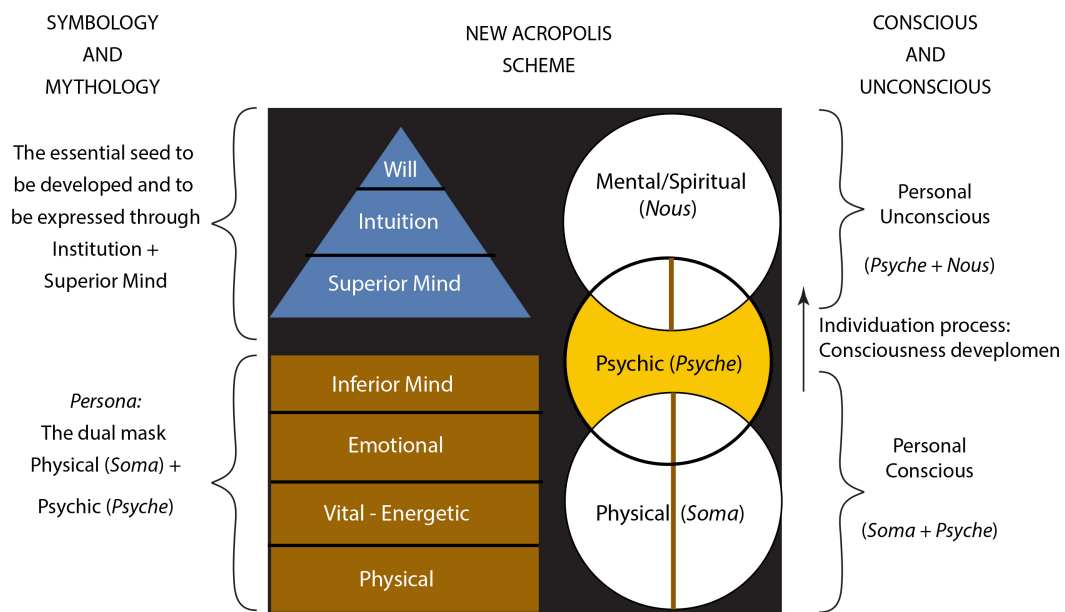 SYMBOLOGY
AND
MYTHOLOGY
The essential seed to
be developed and to
be expressed through
Institution +
Superior Mind
Persona:
The dual mask
Physical (Soma) +
Psychic (Psyche)
NEW ACROPOLIS
SCHEME
Will
Intuition
Superior Mind
Inferior Mind
Emotional
Vital - Energetic
Physical
Mental/Spiritual
(Nous)
Psychic (Psyche)
Physical (Soma)
CONSCIOUS
AND
UNCONSCIOUS
Personal
Unconscious
(Psyche + Nous)
Individuation process:
Consciousness deveplomen
Personal
Conscious
(Soma + Psyche)